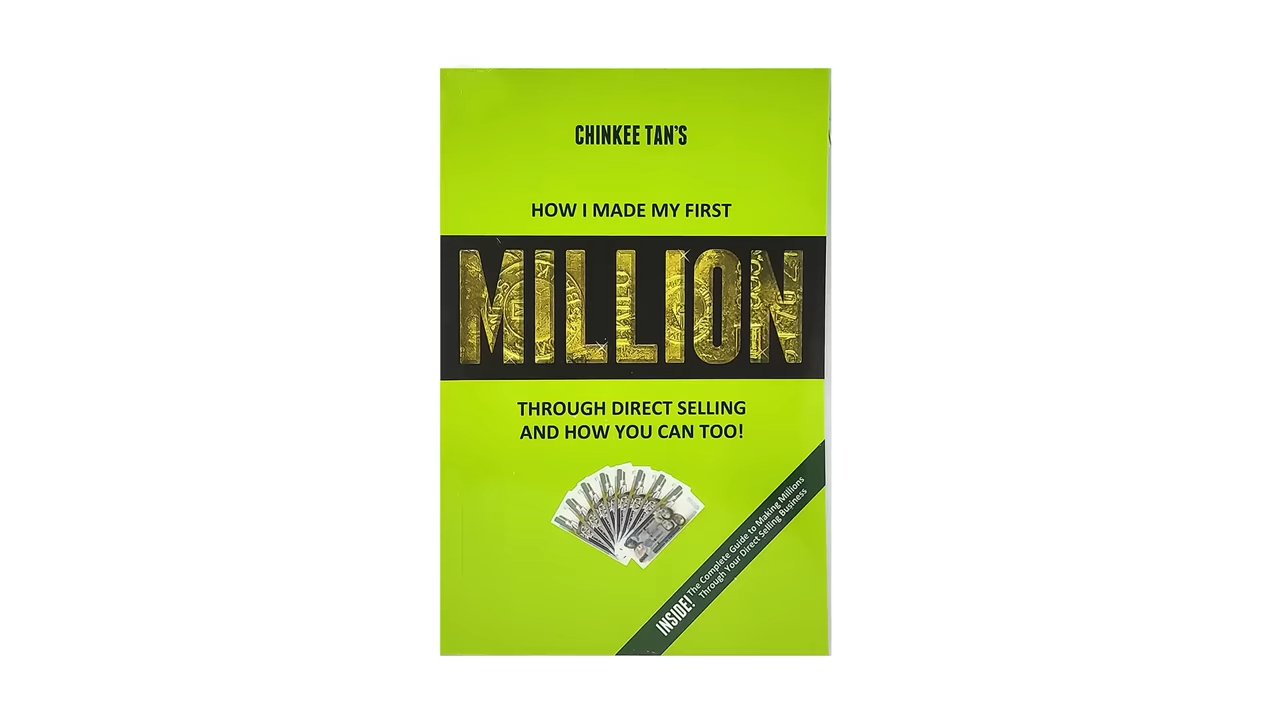 CHINKEE TAN'S
HOW I MADE MY FIRST
MILLION
THROUGH DIRECT SELLING
AND HOW YOU CAN TOO!
INSIDE! The Complete Guide to Making Millions
Through Your Direct Selling Business